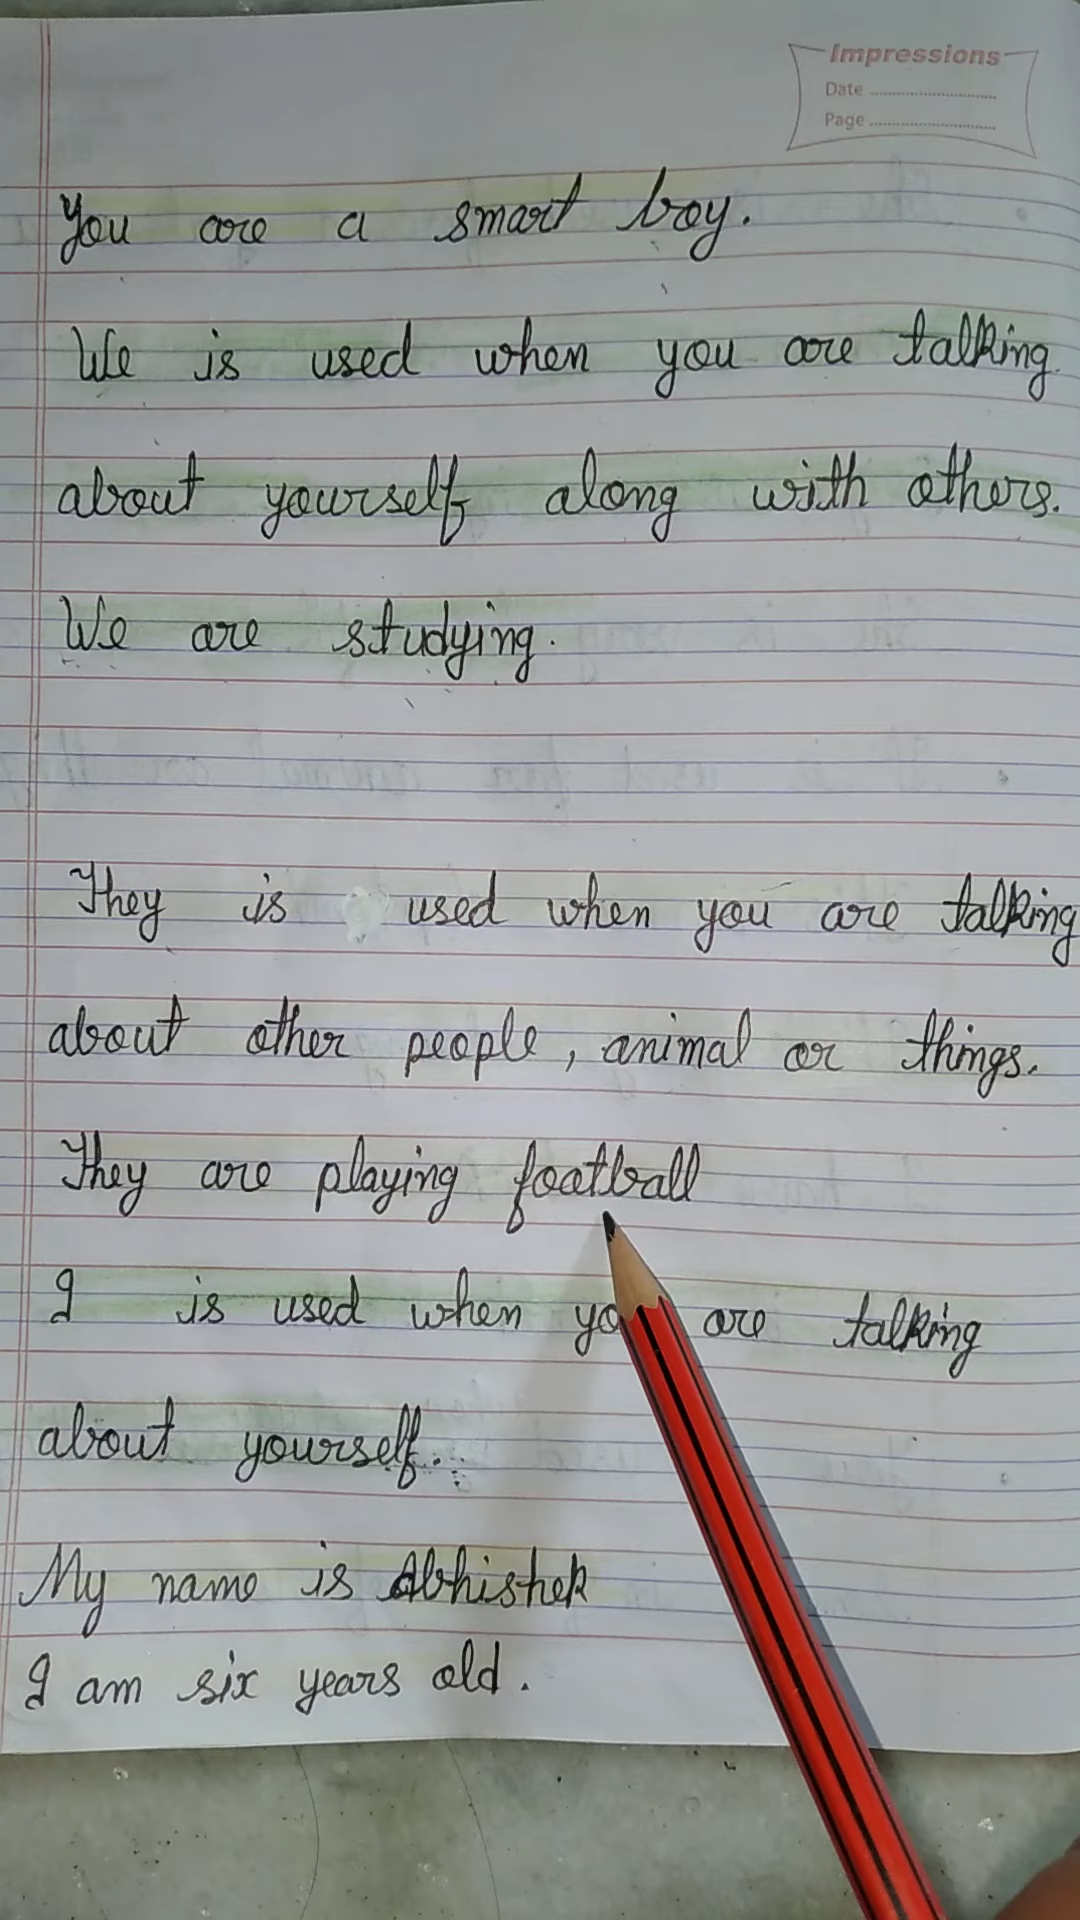 Impressions
Date
Page
You are a smart boy.
We is used when you are talking
about yourself along with others.
We are studying.
They is used when you are talking
about other people, animal or things.
They are playing football
I is used when yo are talking
about yourself.
My name is Abhishek
I am six years old.